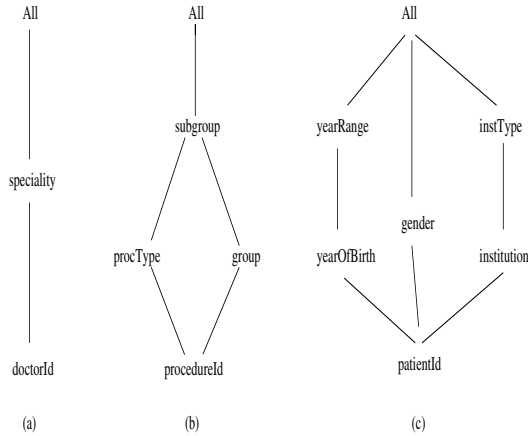 All
speciality
doctorId
(a)
All
subgroup
procType
group
procedureId
(b)
All
yearRange
instType
gender
yearOfBirth
institution
patientId
(c)